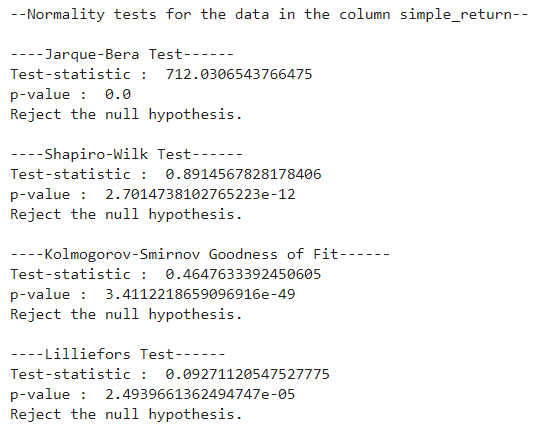 --Normality tests for the data in the column simple_return--
----Jarque-Bera Test------
Test-statistic :  712.0306543766475
p-value :  0.0
Reject the null hypothesis.
----Shapiro-Wilk Test------
Test-statistic :  0.8914567828178406
p-value :  2.7014738102765223e-12
Reject the null hypothesis.
----Kolmogorov-Smirnov Goodness of Fit------
Test-statistic :  0.4647633392450605
p-value :  3.4112218659096916e-49
Reject the null hypothesis.
----Lilliefors Test------
Test-statistic :  0.09271120547527775
p-value :  2.4939661362494747e-05
Reject the null hypothesis.